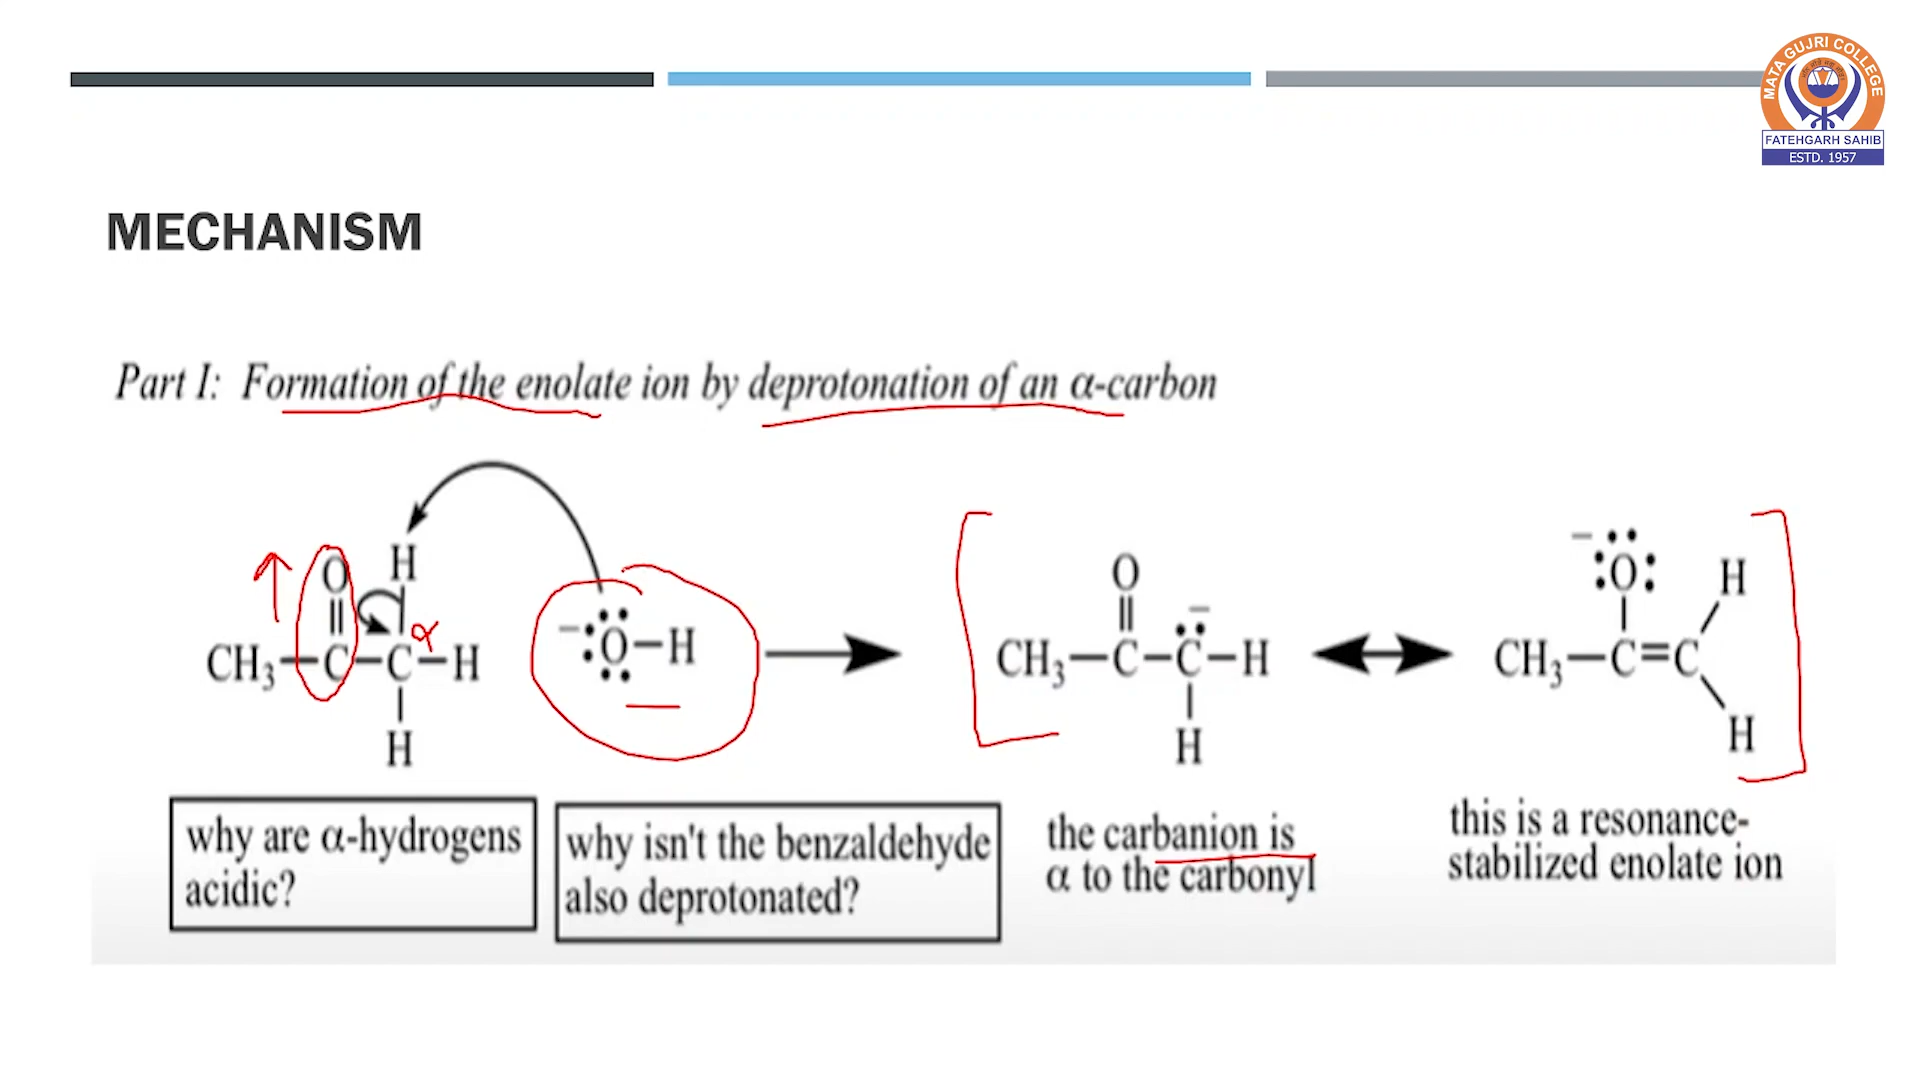 MATA GUJRI COLLEGE
FATEHGARH SAHIB
ESTD. 1957
MECHANISM
Part I: Formation of the enolate ion by deprotonation of an α-carbon
O H
CH₃—C—C—H
α
H
⁻:O—H
O
CH₃—C—C—H
H
⁻
:O: H
CH₃—C=C
H
why are α-hydrogens
acidic?
why isn't the benzaldehyde
also deprotonated?
the carbanion is
α to the carbonyl
this is a resonance-
stabilized enolate ion